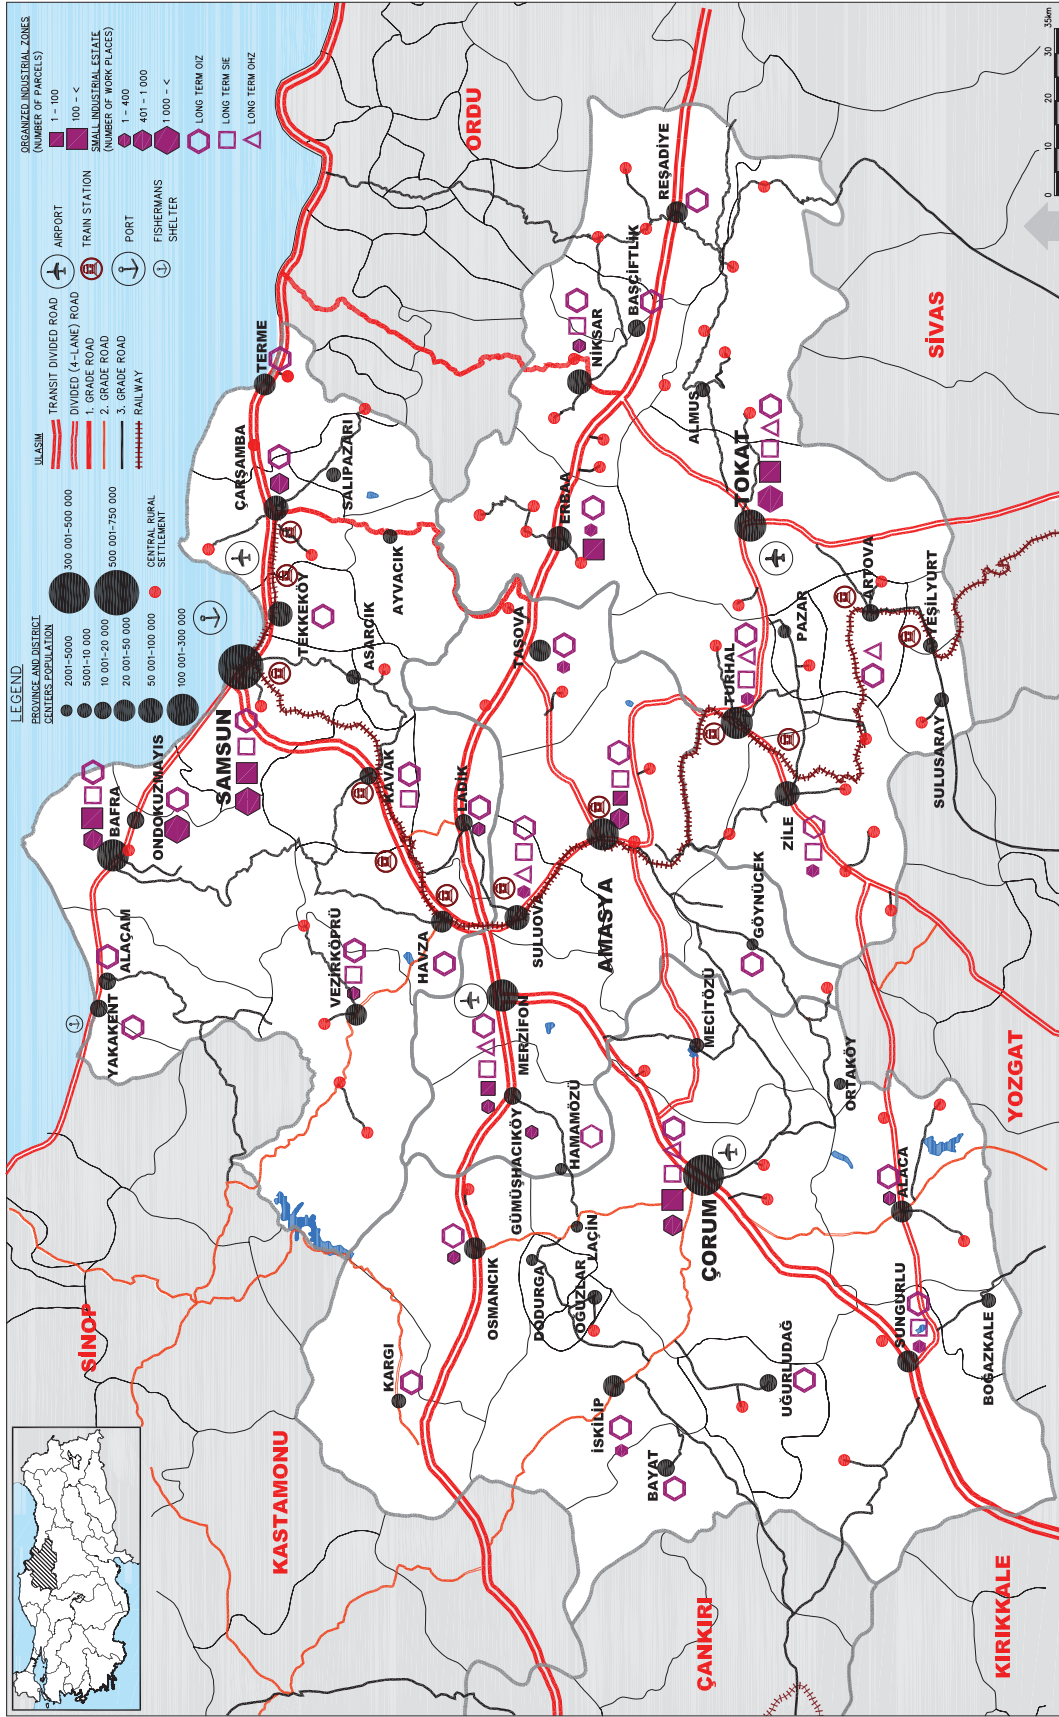 LEGEND
PROVINCE AND DISTRICT
CENTERS POPULATION
2001-5000
5001-10 000
10 001-20 000
20 001-50 000
50 001-100 000
100 001-300 000
300 001-500 000
500 001-750 000
CENTRAL RURAL
SETTLEMENT
ULASIM
TRANSIT DIVIDED ROAD
DIVIDED (4-LANE) ROAD
1. GRADE ROAD
2. GRADE ROAD
3. GRADE ROAD
RAILWAY
AIRPORT
TRAIN STATION
PORT
FISHERMANS
SHELTER
ORGANIZED INDUSTRIAL ZONES
(NUMBER OF PARCELS)
1 - 100
100 - <
SMALL INDUSTRIAL ESTATE
(NUMBER OF WORK PLACES)
1 - 400
401 - 1 000
1 000 - <
LONG TERM OIZ
LONG TERM SIE
LONG TERM OHZ
SİNOP
KASTAMONU
ÇANKIRI
KIRIKKALE
YOZGAT
SİVAS
ORDU
YAKAKENT
ALAÇAM
BAFRA
ONDOKUZMAYIS
SAMSUN
TEKKEKÖY
ÇARŞAMBA
TERME
SALIPAZARI
AYVACIK
ASARCIK
KAVAK
LADİK
HAVZA
VEZİRKÖPRÜ
MERZİFON
SULUOVA
AMASYA
TAŞOVA
GÖYNÜCEK
GÜMÜŞHACIKÖY
HAMAMÖZÜ
ERBAA
NİKSAR
BAŞÇİFTLİK
REŞADİYE
ALMUS
TOKAT
PAZAR
TURHAL
ZİLE
ARTOVA
YEŞİLYURT
SULUSARAY
KARGI
OSMANCIK
DODURGA
OĞUZLAR
LAÇİN
İSKİLİP
BAYAT
UĞURLUDAĞ
ÇORUM
MECİTÖZÜ
ORTAKÖY
ALACA
SUNGURLU
BOĞAZKALE
0 10 20 30 35km